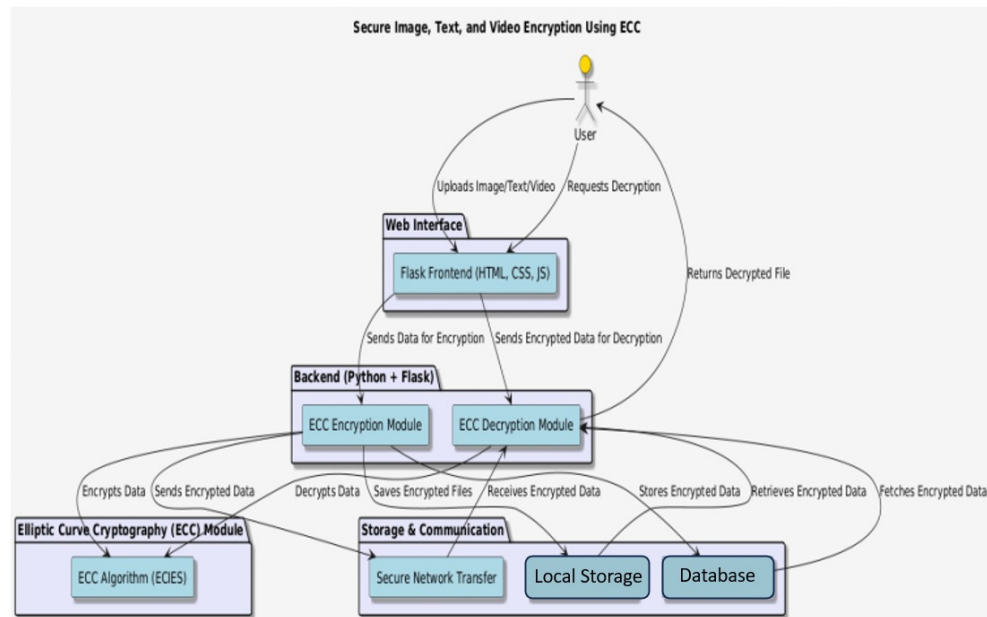 Secure Image, Text, and Video Encryption Using ECC
User
Uploads Image/Text/Video
Requests Decryption
Web Interface
Flask Frontend (HTML, CSS, JS)
Returns Decrypted File
Sends Data for Encryption
Sends Encrypted Data for Decryption
Backend (Python + Flask)
ECC Encryption Module
ECC Decryption Module
Encrypts Data
Sends Encrypted Data
Decrypts Data
Saves Encrypted Files
Receives Encrypted Data
Stores Encrypted Data
Retrieves Encrypted Data
Fetches Encrypted Data
Elliptic Curve Cryptography (ECC) Module
Storage & Communication
ECC Algorithm (ECIES)
Secure Network Transfer
Local Storage
Database